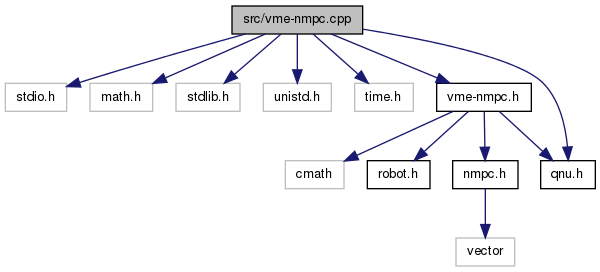 src/vme-nmpc.cpp
stdio.h
math.h
stdlib.h
unistd.h
time.h
vme-nmpc.h
cmath
robot.h
nmpc.h
qnu.h
vector